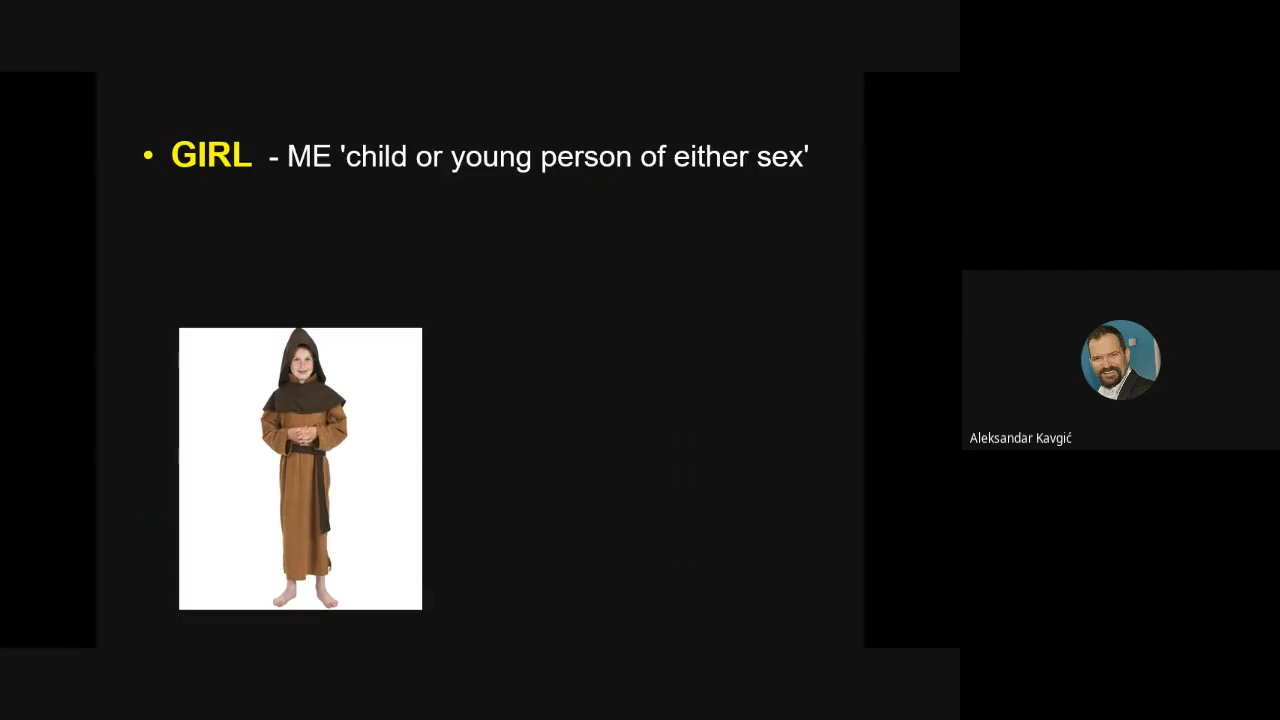 • GIRL - ME 'child or young person of either sex'
Aleksandar Kavgić